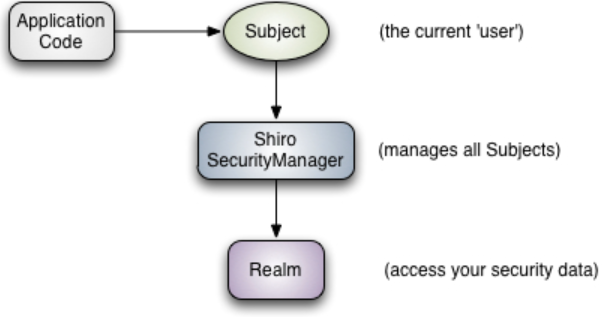 Application
Code
Subject
(the current 'user')
Shiro
SecurityManager
(manages all Subjects)
Realm
(access your security data)